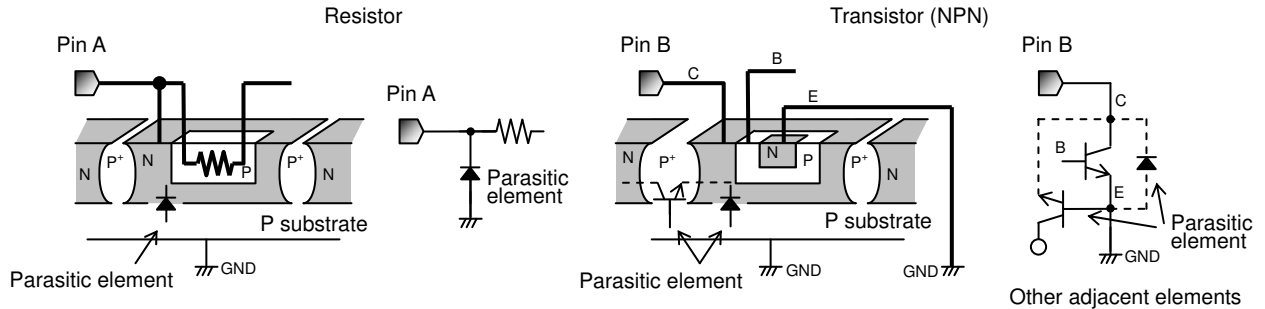 Resistor
Transistor (NPN)
Pin A
Pin A
N
P+
N
P
P+
N
Parasitic element
P substrate
Parasitic element
GND
Pin B
C
B
E
N
P+
N
P
P+
N
P substrate
Parasitic element
GND
GND
Pin B
C
B
E
Parasitic element
GND
Other adjacent elements